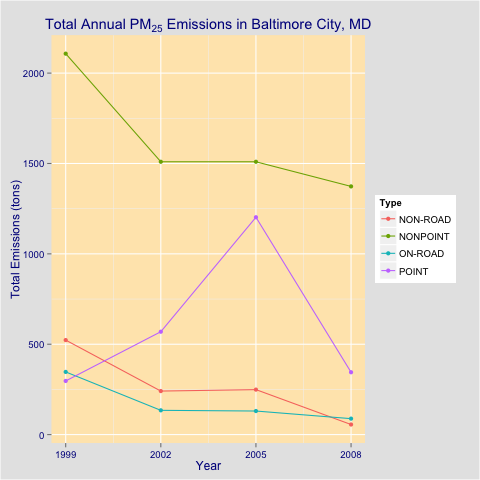 Total Annual PM25 Emissions in Baltimore City, MD
Total Emissions (tons)
2000
1500
1000
500
0
1999 2002 2005 2008
Year
Type
NON-ROAD
NONPOINT
ON-ROAD
POINT